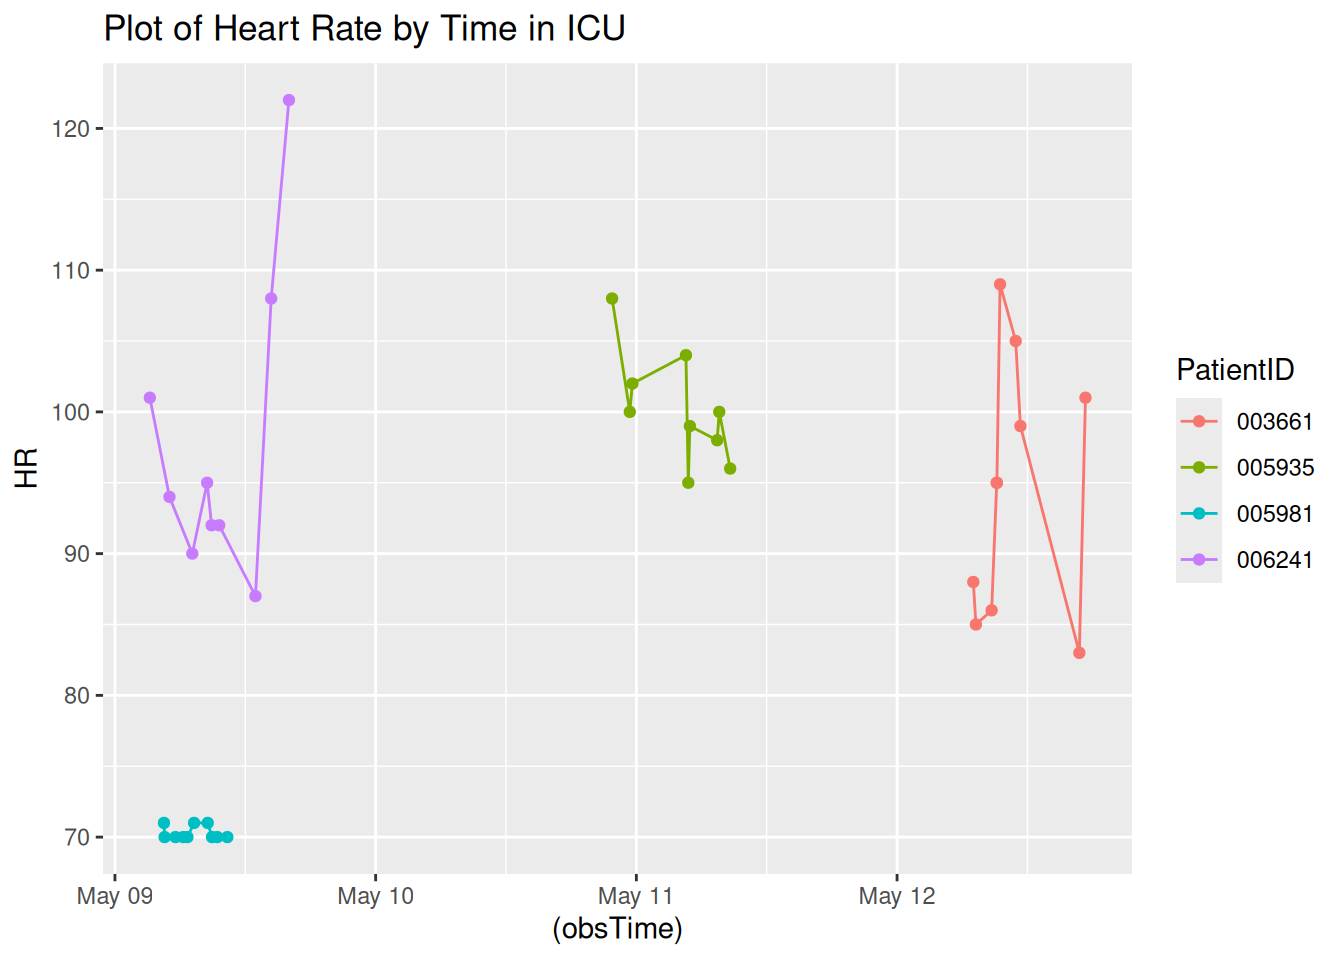 Plot of Heart Rate by Time in ICU
120
110
100
90
80
70
HR
May 09
May 10
May 11
May 12
(obsTime)
PatientID
003661
005935
005981
006241